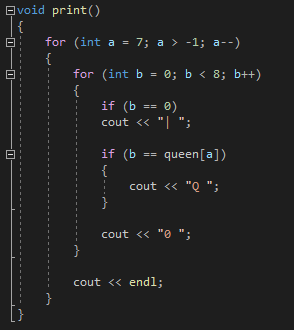 void print()
{
for (int a = 7; a > -1; a--)
{
for (int b = 0; b < 8; b++)
{
if (b == 0)
cout << "| ";
if (b == queen[a])
{
cout << "Q ";
}
cout << "0 ";
}
cout << endl;
}
}